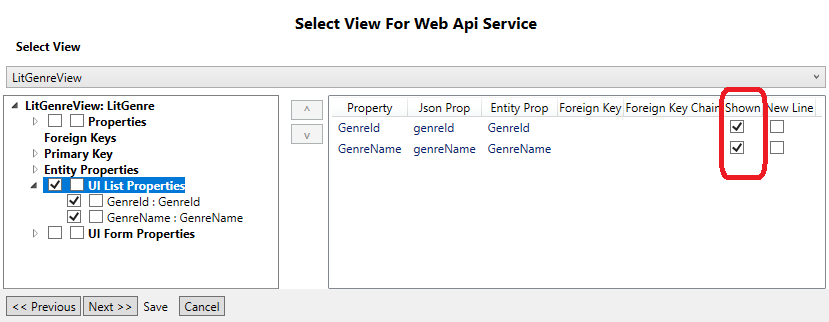 Select View For Web Api Service
Select View
LitGenreView
LitGenreView: LitGenre
Properties
Foreign Keys
Primary Key
Entity Properties
UI List Properties
GenreId : GenreId
GenreName : GenreName
UI Form Properties
Property Json Prop Entity Prop Foreign Key Foreign Key Chain Shown New Line
GenreId genreId GenreId
GenreName genreName GenreName
<< Previous Next >> Save Cancel